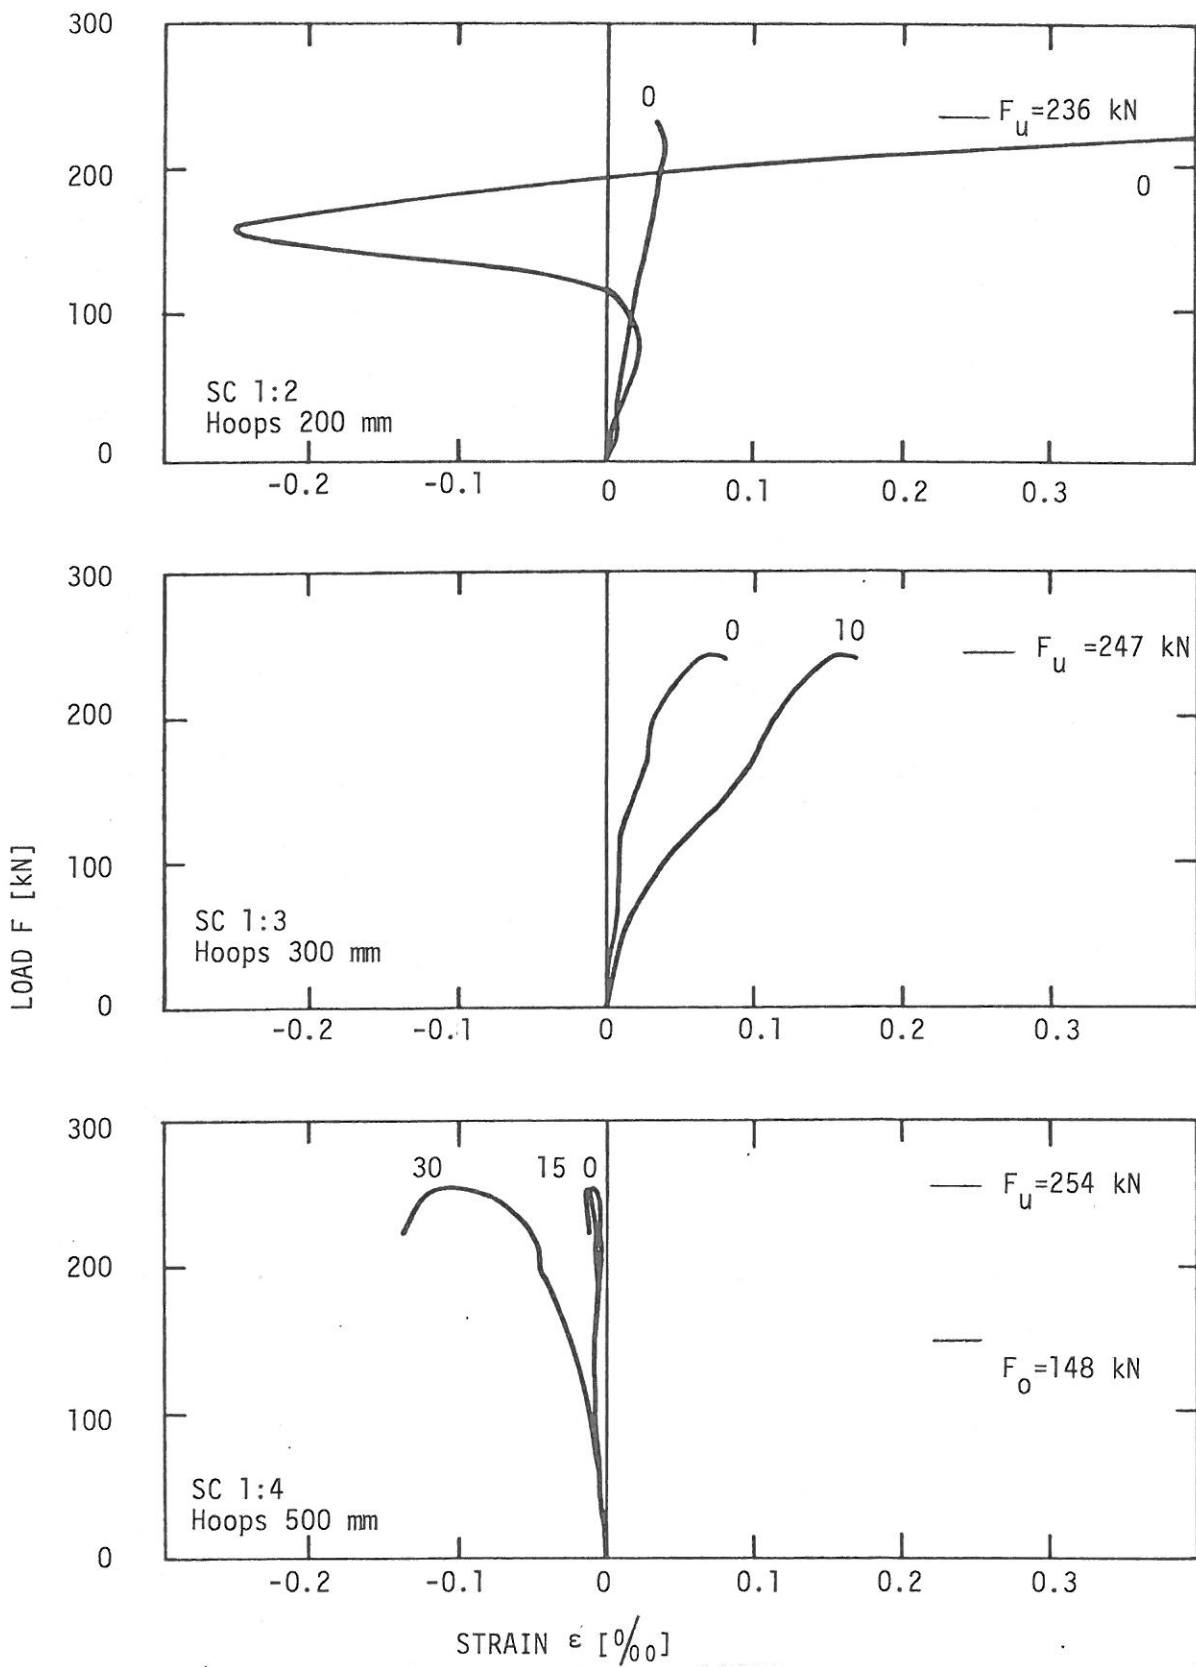 300
0
F_u=236 kN
200
0
100
SC 1:2
Hoops 200 mm
0
-0.2 -0.1 0 0.1 0.2 0.3
300
0 10
F_u =247 kN
200
100
SC 1:3
Hoops 300 mm
0
-0.2 -0.1 0 0.1 0.2 0.3
LOAD F [kN]
300
30 15 0
F_u=254 kN
200
F_o=148 kN
100
SC 1:4
Hoops 500 mm
0
-0.2 -0.1 0 0.1 0.2 0.3
STRAIN ε [0/00]